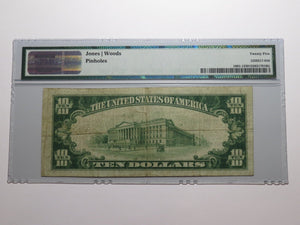 Jones | Woods
Pinholes
Twenty Five
10
THE UNITED STATES OF AMERICA
10
10
TEN DOLLARS
10